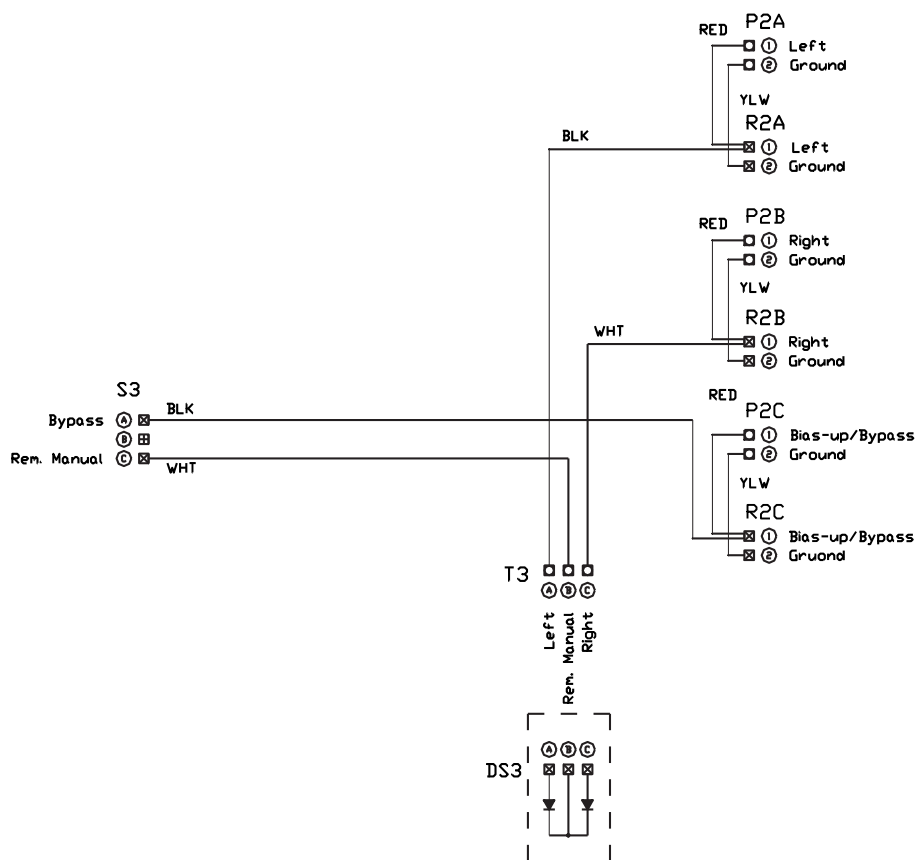 P2A
RED
1 Left
2 Ground
YLW
R2A
BLK
1 Left
2 Ground
P2B
RED
1 Right
2 Ground
YLW
R2B
WHT
1 Right
2 Ground
S3
RED
Bypass A
BLK
P2C
B
1 Bias-up/Bypass
2 Ground
Rem. Manual C
WHT
YLW
R2C
1 Bias-up/Bypass
2 Gruond
T3
A B C
Left
Rem. Manual
Right
A B C
DS3